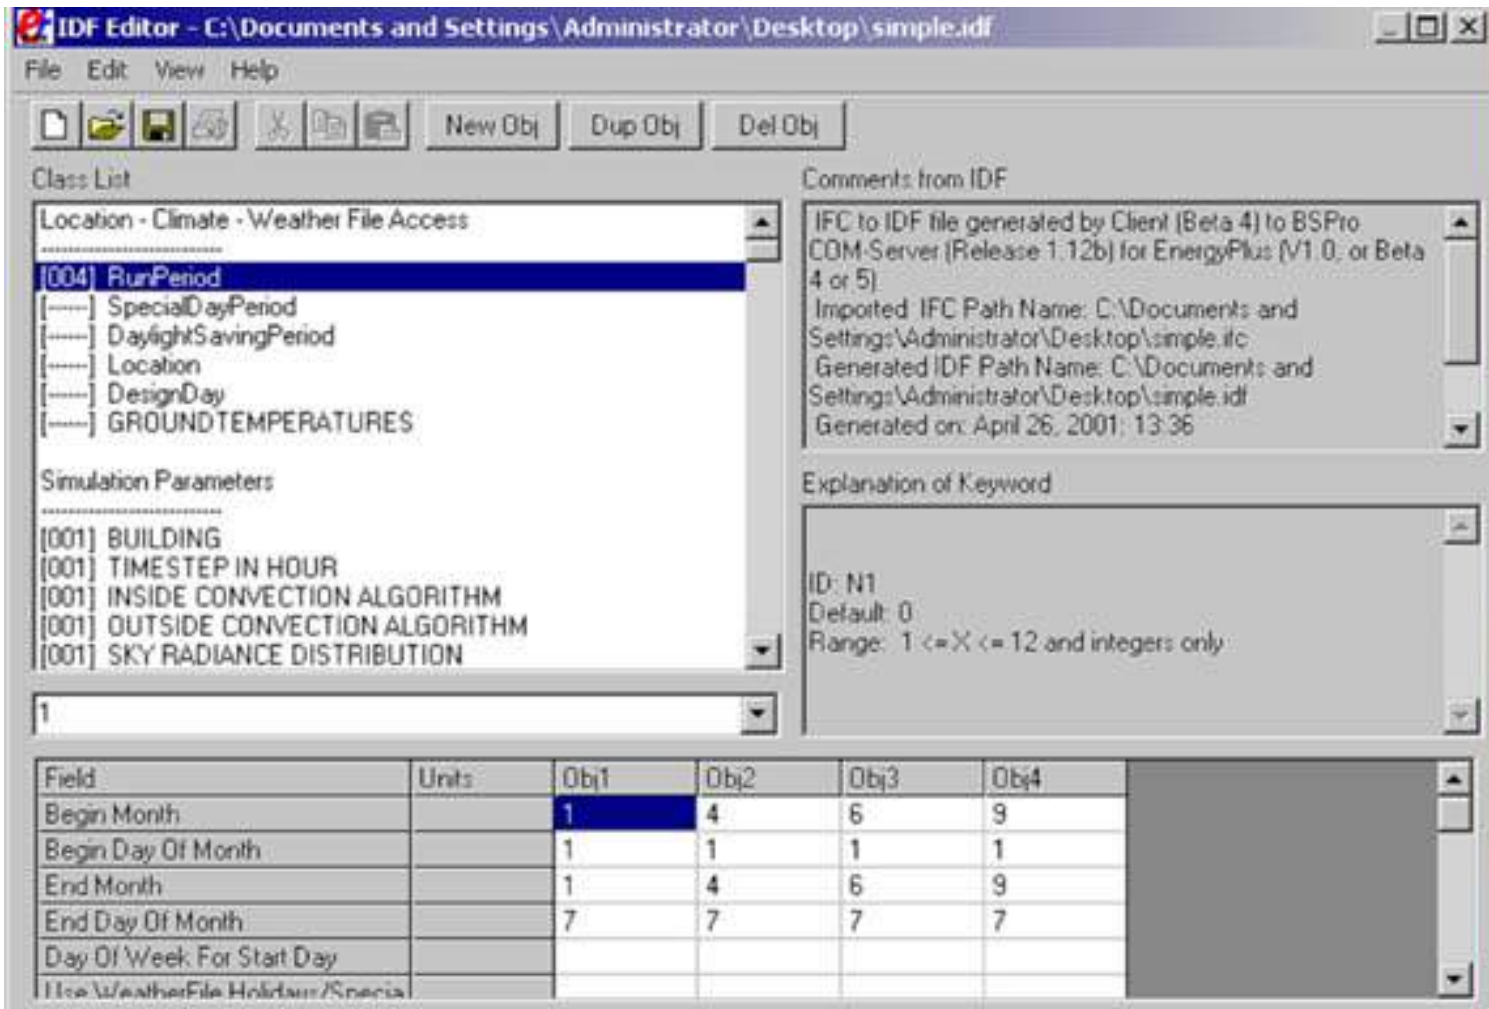 IDF Editor - C:\Documents and Settings\Administrator\Desktop\simple.idf
File Edit View Help
New Obj Dup Obj Del Obj
Class List
Location - Climate - Weather File Access
------------------------------
[004] RunPeriod
[------] SpecialDayPeriod
[------] DaylightSavingPeriod
[------] Location
[------] DesignDay
[------] GROUNDTEMPERATURES
Simulation Parameters
------------------------------
[001] BUILDING
[001] TIMESTEP IN HOUR
[001] INSIDE CONVECTION ALGORITHM
[001] OUTSIDE CONVECTION ALGORITHM
[001] SKY RADIANCE DISTRIBUTION
1
Comments from IDF
IFC to IDF file generated by Client (Beta 4) to BSPro
COM-Server (Release 1.12b) for EnergyPlus (V1.0, or Beta
4 or 5)
Imported IFC Path Name: C:\Documents and
Settings\Administrator\Desktop\simple.ifc
Generated IDF Path Name: C:\Documents and
Settings\Administrator\Desktop\simple.idf
Generated on: April 26, 2001; 13:36
Explanation of Keyword
ID: N1
Default: 0
Range: 1 <= X <= 12 and integers only
Field Units Obj1 Obj2 Obj3 Obj4
Begin Month 1 4 6 9
Begin Day Of Month 1 1 1 1
End Month 1 4 6 9
End Day Of Month 7 7 7 7
Day Of Week For Start Day
Use WeatherFile Holidays/Specia